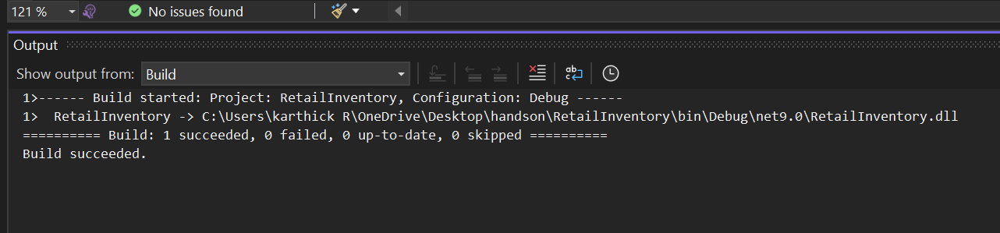 121 % No issues found
Output
Show output from: Build
1>------ Build started: Project: RetailInventory, Configuration: Debug ------
1>  RetailInventory -> C:\Users\karthick R\OneDrive\Desktop\handson\RetailInventory\bin\Debug\net9.0\RetailInventory.dll
========== Build: 1 succeeded, 0 failed, 0 up-to-date, 0 skipped ==========
Build succeeded.